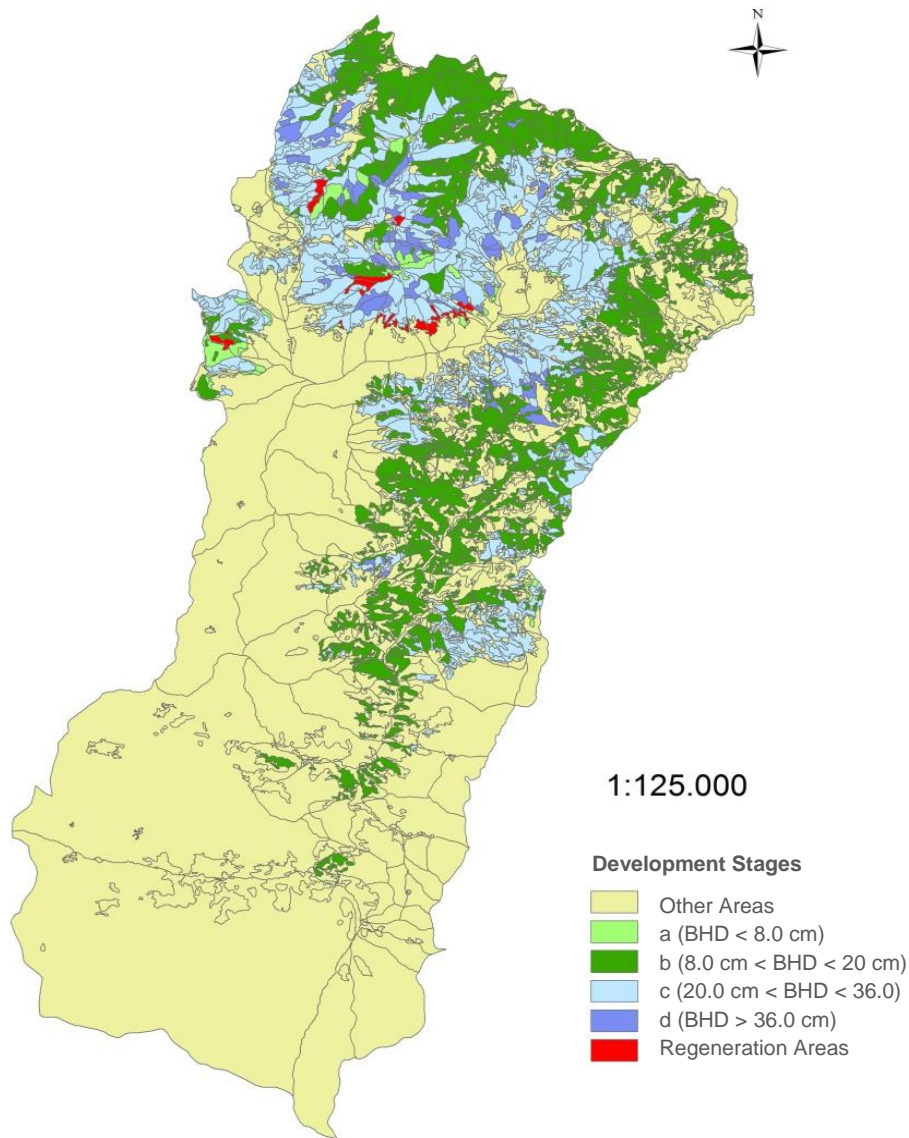 N
1:125.000
Development Stages
Other Areas
a (BHD < 8.0 cm)
b (8.0 cm < BHD < 20 cm)
c (20.0 cm < BHD < 36.0)
d (BHD > 36.0 cm)
Regeneration Areas